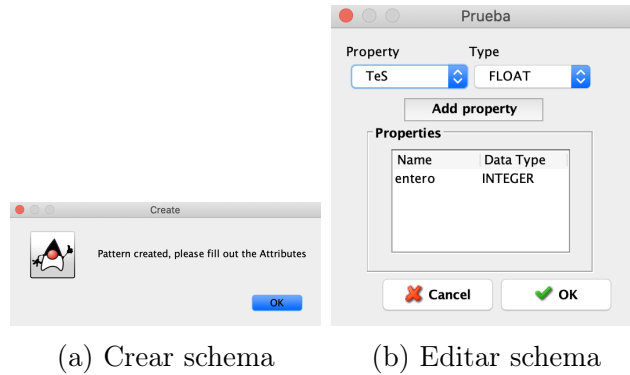 Create
Pattern created, please fill out the Attributes
OK
(a) Crear schema
Prueba
Property Type
TeS FLOAT
Add property
Properties
Name Data Type
entero INTEGER
Cancel OK
(b) Editar schema